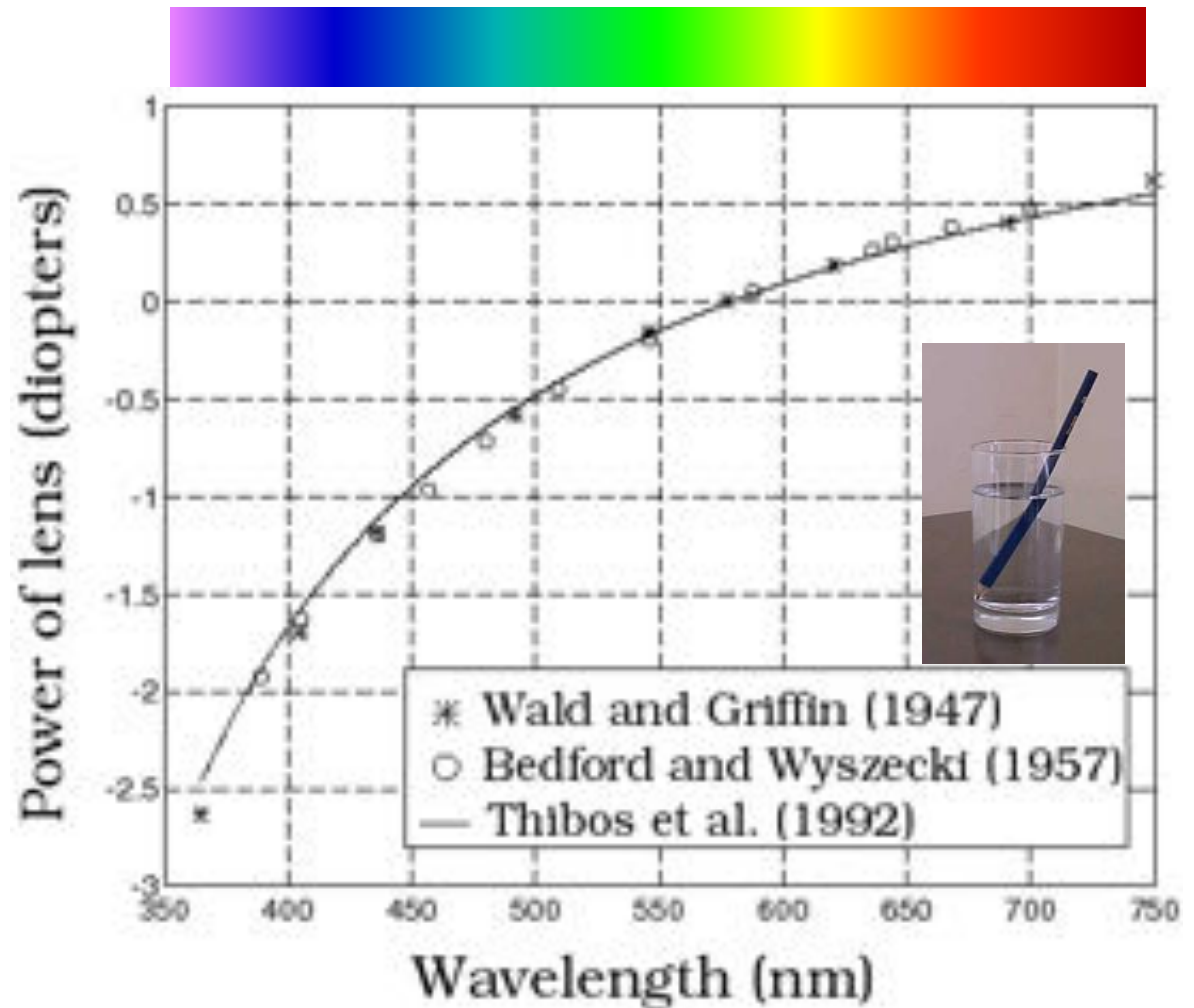 1
0.5
0
-0.5
-1
-1.5
-2
-2.5
-3
Power of lens (diopters)
* Wald and Griffin (1947)
○ Bedford and Wyszecki (1957)
— Thibos et al. (1992)
350 400 450 500 550 600 650 700 750
Wavelength (nm)